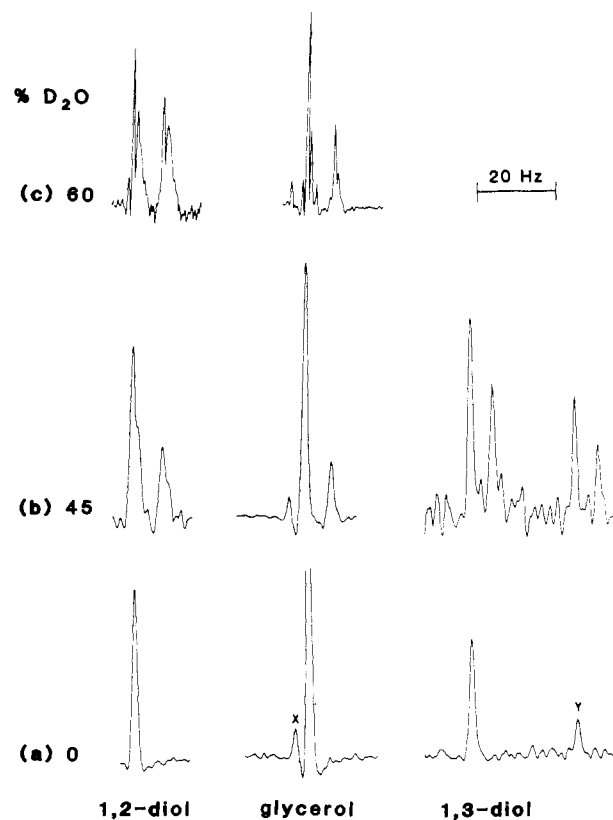 % D₂O
(c) 60
20 Hz
(b) 45
(a) 0
X
Y
1,2-diol glycerol 1,3-diol